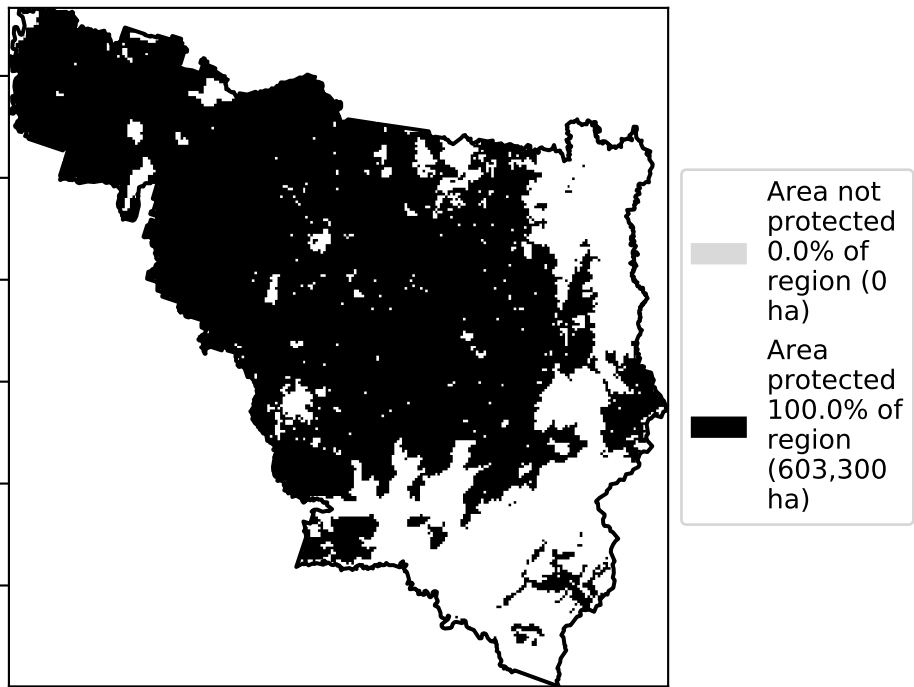 Area not
protected
0.0% of
region (0
ha)
Area
protected
100.0% of
region
(603,300
ha)